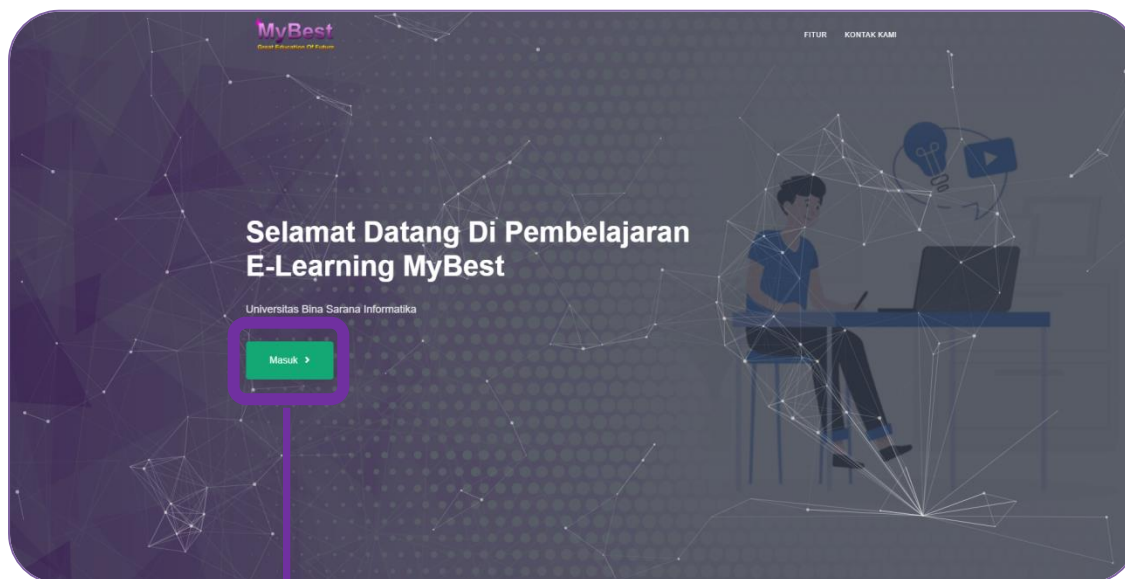 MyBest
Great Education Of Future
FITUR
KONTAK KAMI
Selamat Datang Di Pembelajaran
E-Learning MyBest
Universitas Bina Sarana Informatika
Masuk